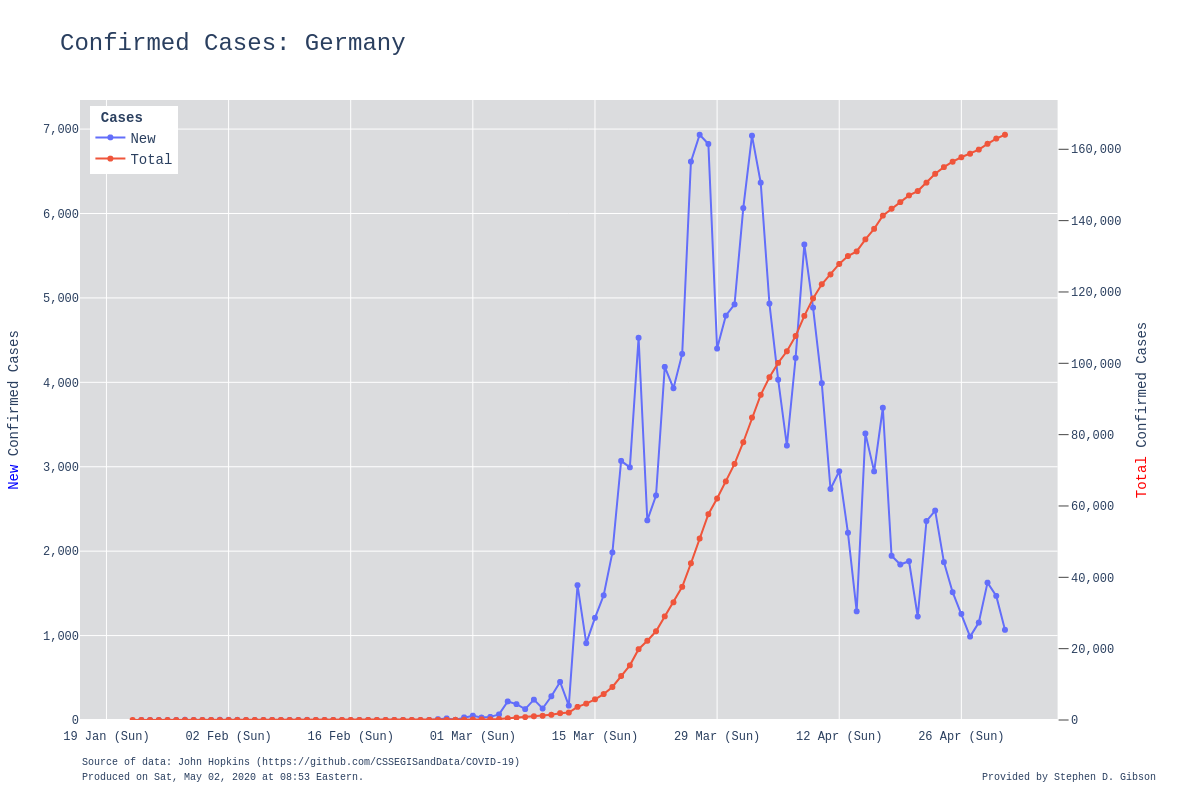 Confirmed Cases: Germany
Cases
New
Total
7,000
6,000
5,000
4,000
3,000
2,000
1,000
0
New Confirmed Cases
160,000
140,000
120,000
100,000
80,000
60,000
40,000
20,000
0
Total Confirmed Cases
19 Jan (Sun) 02 Feb (Sun) 16 Feb (Sun) 01 Mar (Sun) 15 Mar (Sun) 29 Mar (Sun) 12 Apr (Sun) 26 Apr (Sun)
Source of data: John Hopkins (https://github.com/CSSEGISandData/COVID-19)
Produced on Sat, May 02, 2020 at 08:53 Eastern.
Provided by Stephen D. Gibson